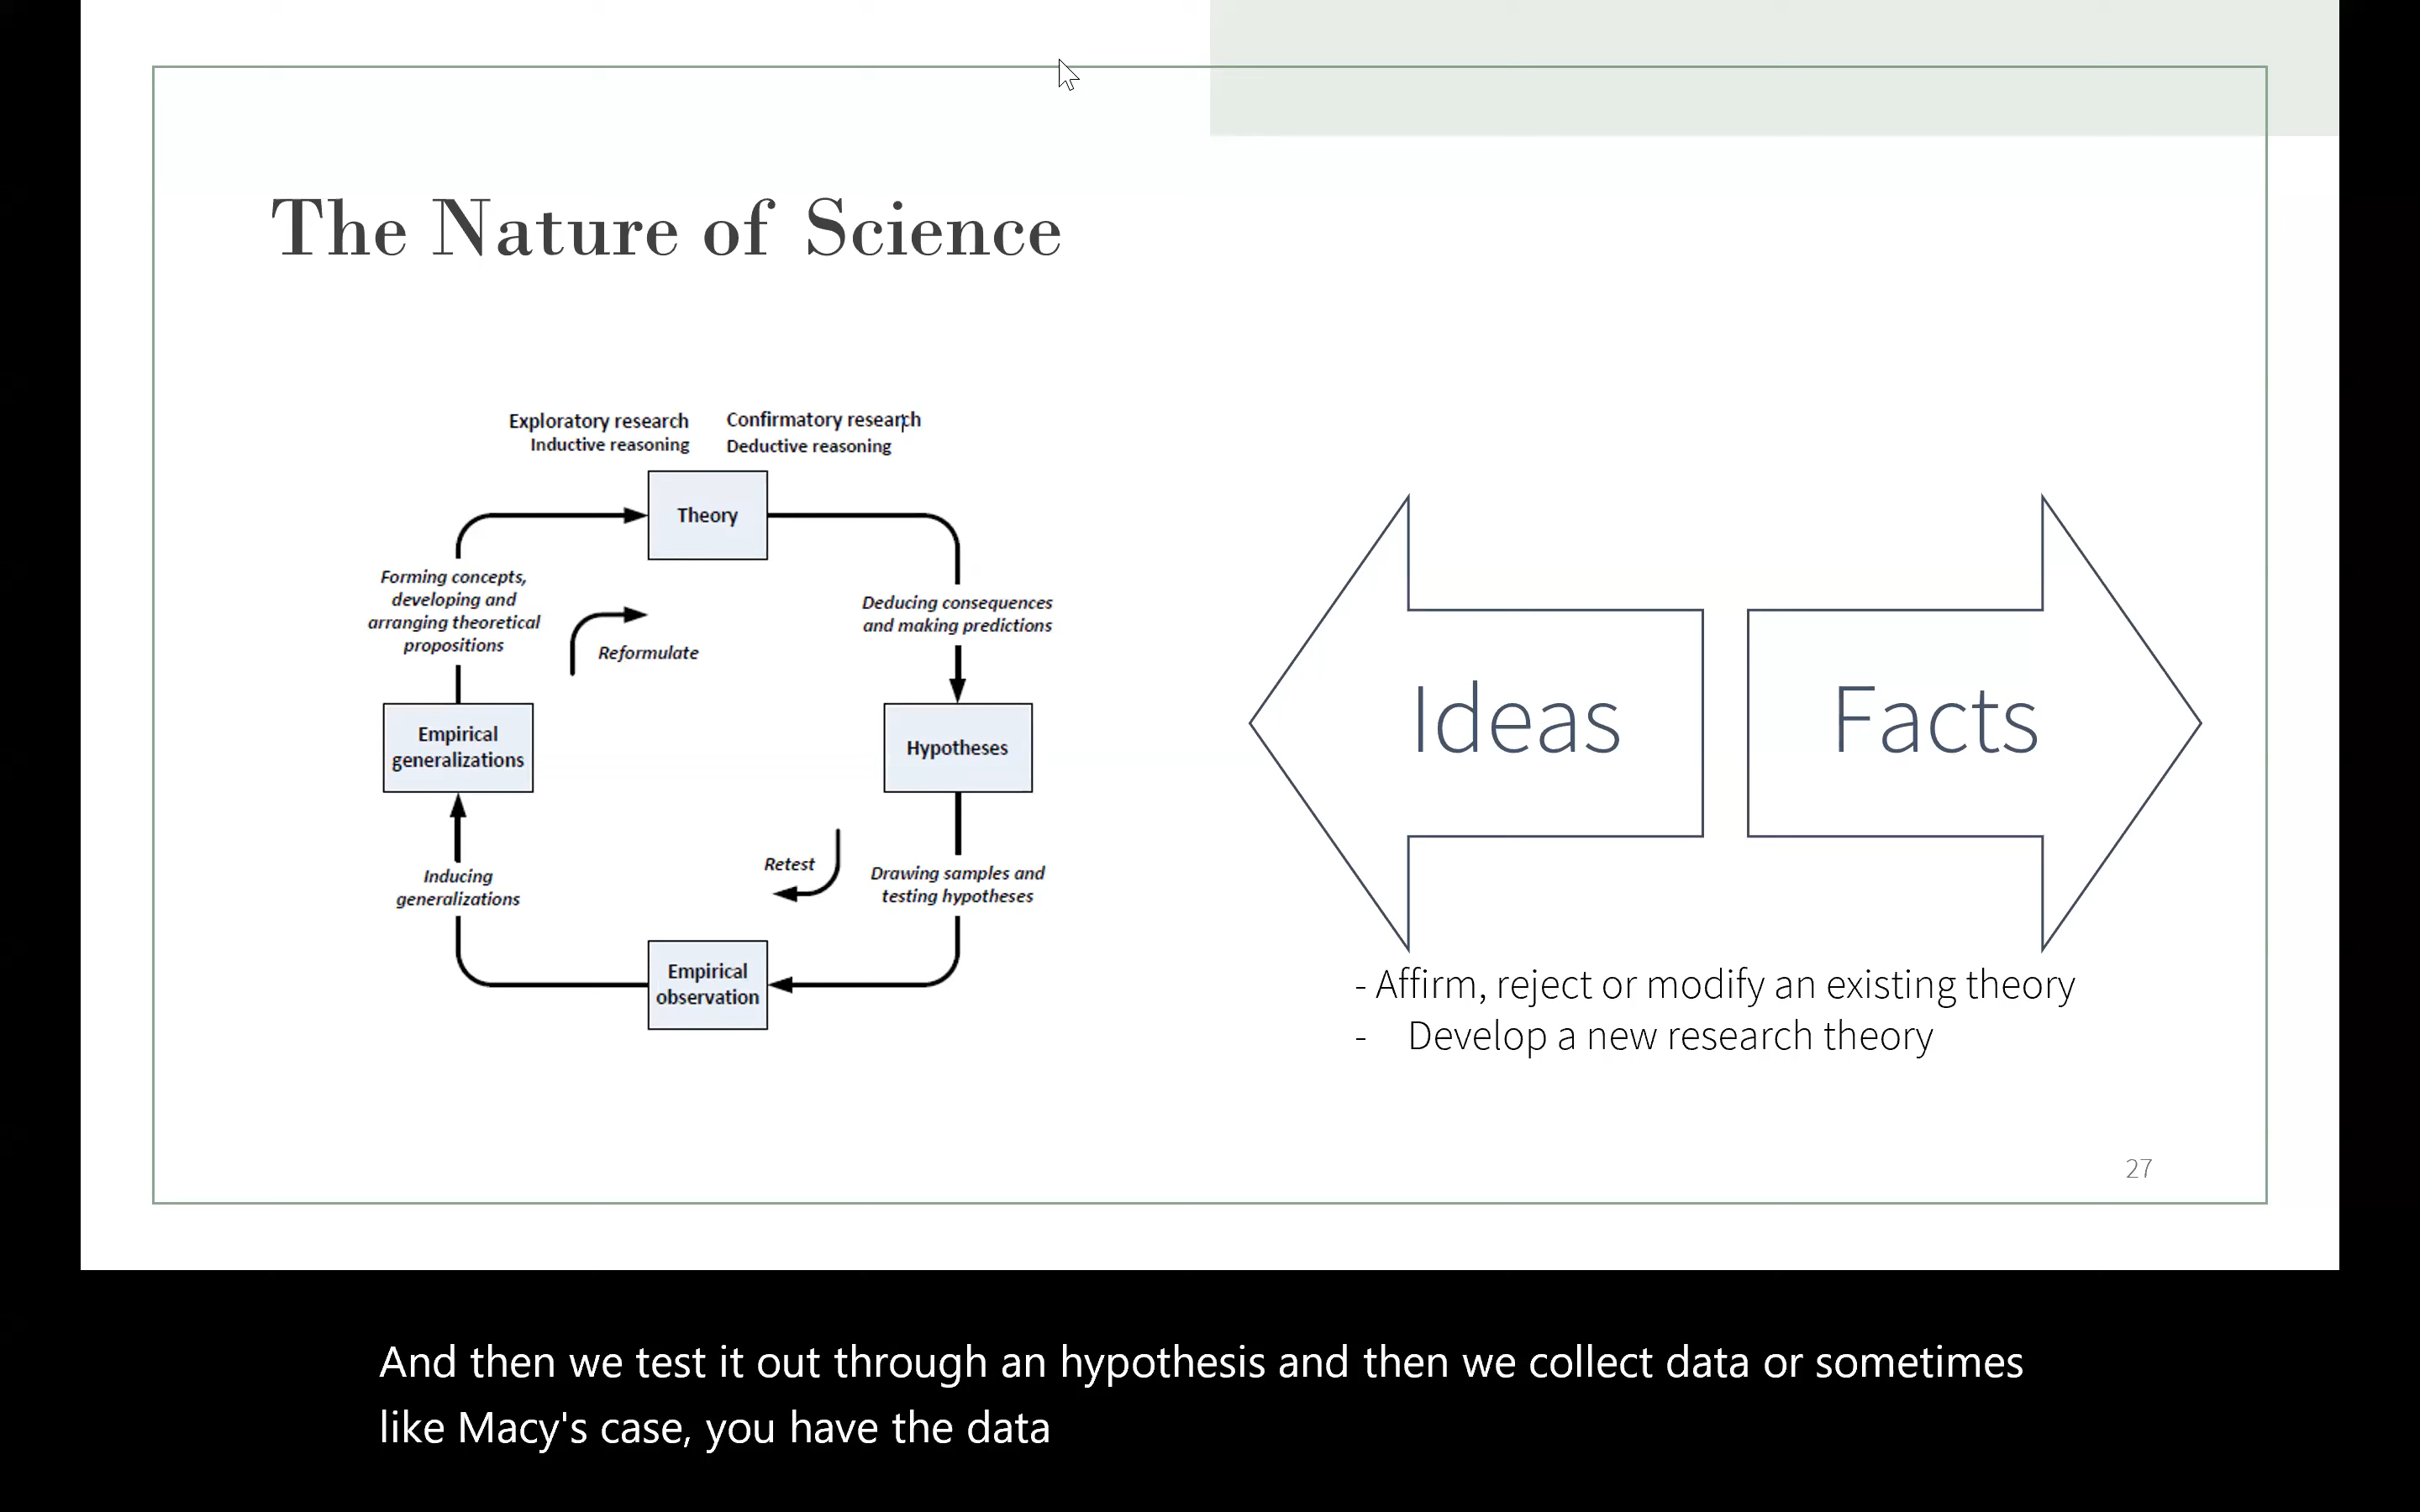 The Nature of Science
Exploratory research
Inductive reasoning
Confirmatory research
Deductive reasoning
Theory
Forming concepts,
developing and
arranging theoretical
propositions
Reformulate
Deducing consequences
and making predictions
Empirical
generalizations
Hypotheses
Inducing
generalizations
Retest
Drawing samples and
testing hypotheses
Empirical
observation
Ideas
Facts
- Affirm, reject or modify an existing theory
- Develop a new research theory
27
And then we test it out through an hypothesis and then we collect data or sometimes
like Macy's case, you have the data